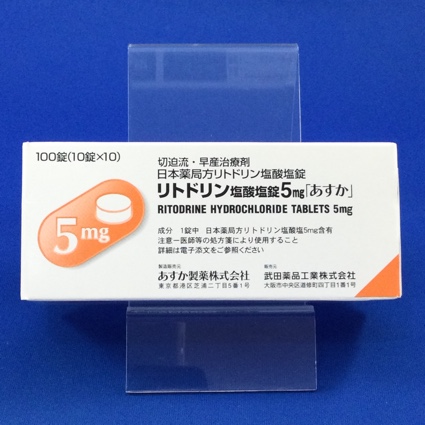 100錠(10錠×10)
切迫流・早産治療剤
日本薬局方リトドリン塩酸塩錠
リトドリン塩酸塩錠5mg「あすか」
RITODRINE HYDROCHLORIDE TABLETS 5mg
5mg
成分 1錠中 日本薬局方リトドリン塩酸塩5mg含有
注意－医師等の処方箋により使用すること
詳細は電子添文をご参照ください
製造販売元
あすか製薬株式会社
東京都港区芝浦二丁目5番1号
販売元
武田薬品工業株式会社
大阪市中央区道修町四丁目1番1号